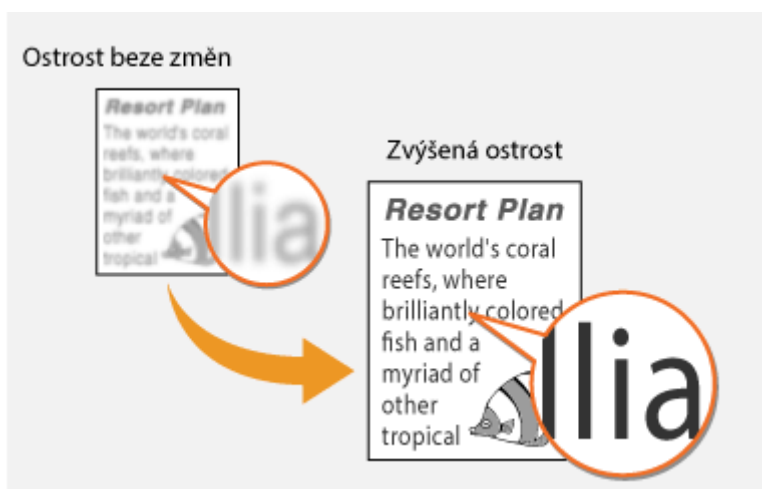 Ostrost beze změn
Resort Plan
The world's coral
reefs, where
brilliantly colored
fish and a
myriad of
other
tropical
lia
Zvýšená ostrost
Resort Plan
The world's coral
reefs, where
brilliantly colored
fish and a
myriad of
other
tropical
llia